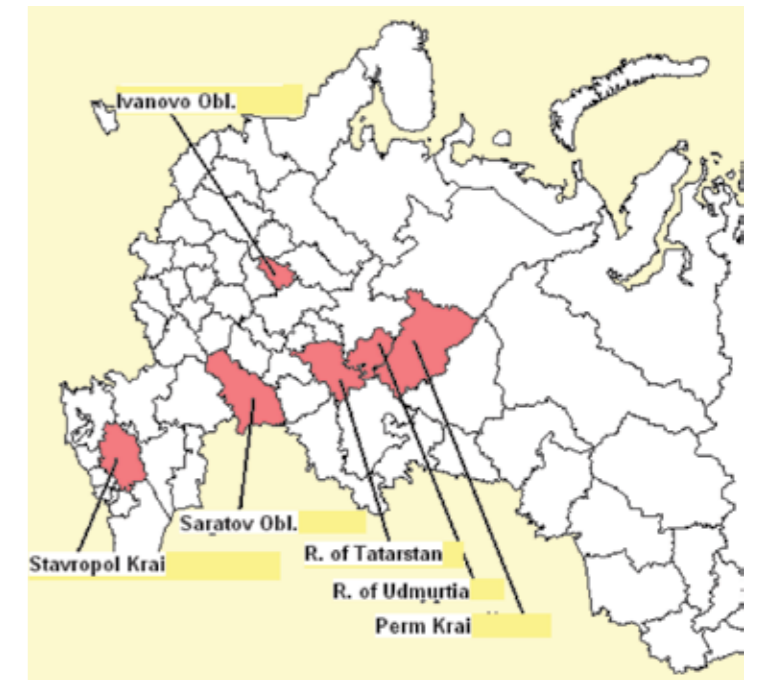 Ivanovo Obl.
Saratov Obl.
Stavropol Krai
R. of Tatarstan
R. of Udmurtia
Perm Krai